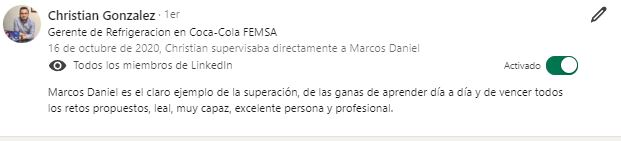 Christian Gonzalez · 1er
Gerente de Refrigeracion en Coca-Cola FEMSA
16 de octubre de 2020, Christian supervisaba directamente a Marcos Daniel
Todos los miembros de LinkedIn
Activado
Marcos Daniel es el claro ejemplo de la superación, de las ganas de aprender día a día y de vencer todos
los retos propuestos, leal, muy capaz, excelente persona y profesional.